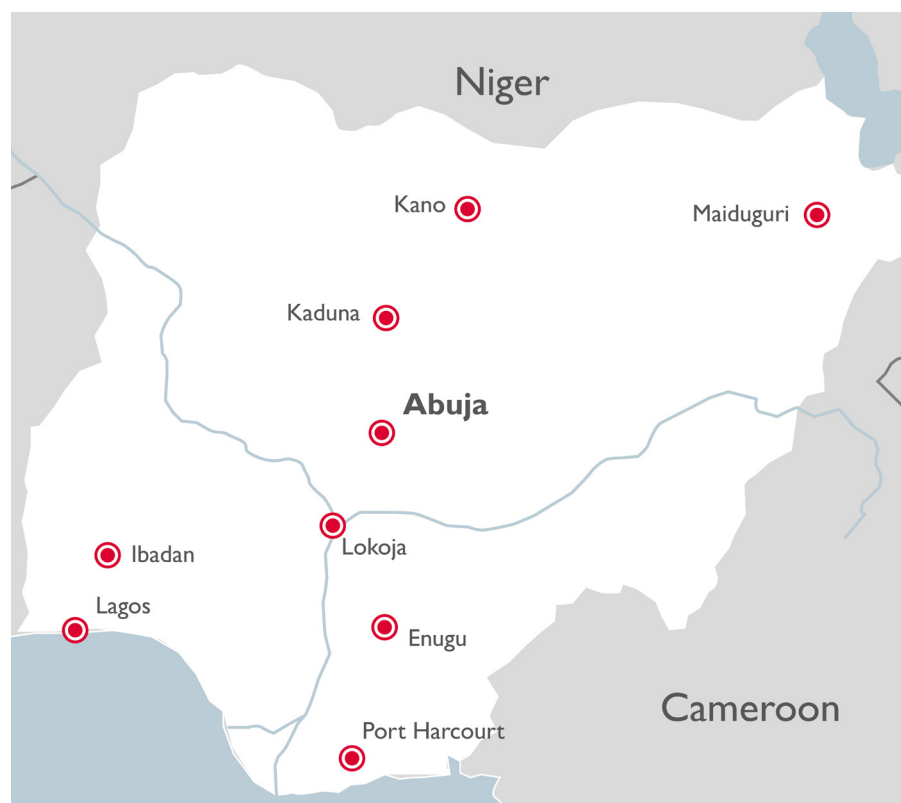 Niger
Kano
Maiduguri
Kaduna
Abuja
Lokoja
Ibadan
Lagos
Enugu
Cameroon
Port Harcourt